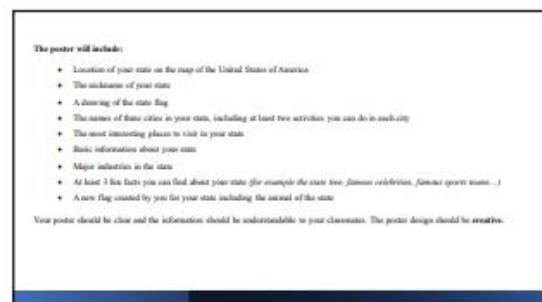 The poster will include:
• Location of your state on the map of the United States of America
• The nickname of your state
• A drawing of the state flag
• The names of three cities in your state, including at least two activities you can do in each city
• The most interesting places to visit in your state
• Basic information about your state
• Major industries in the state
• At least 3 fun facts you can find about your state (for example the state tree, famous celebrities, famous sports teams…)
• A new flag created by you for your state including the animal of the state
Your poster should be clear and the information should be understandable to your classmates. The poster design should be creative.